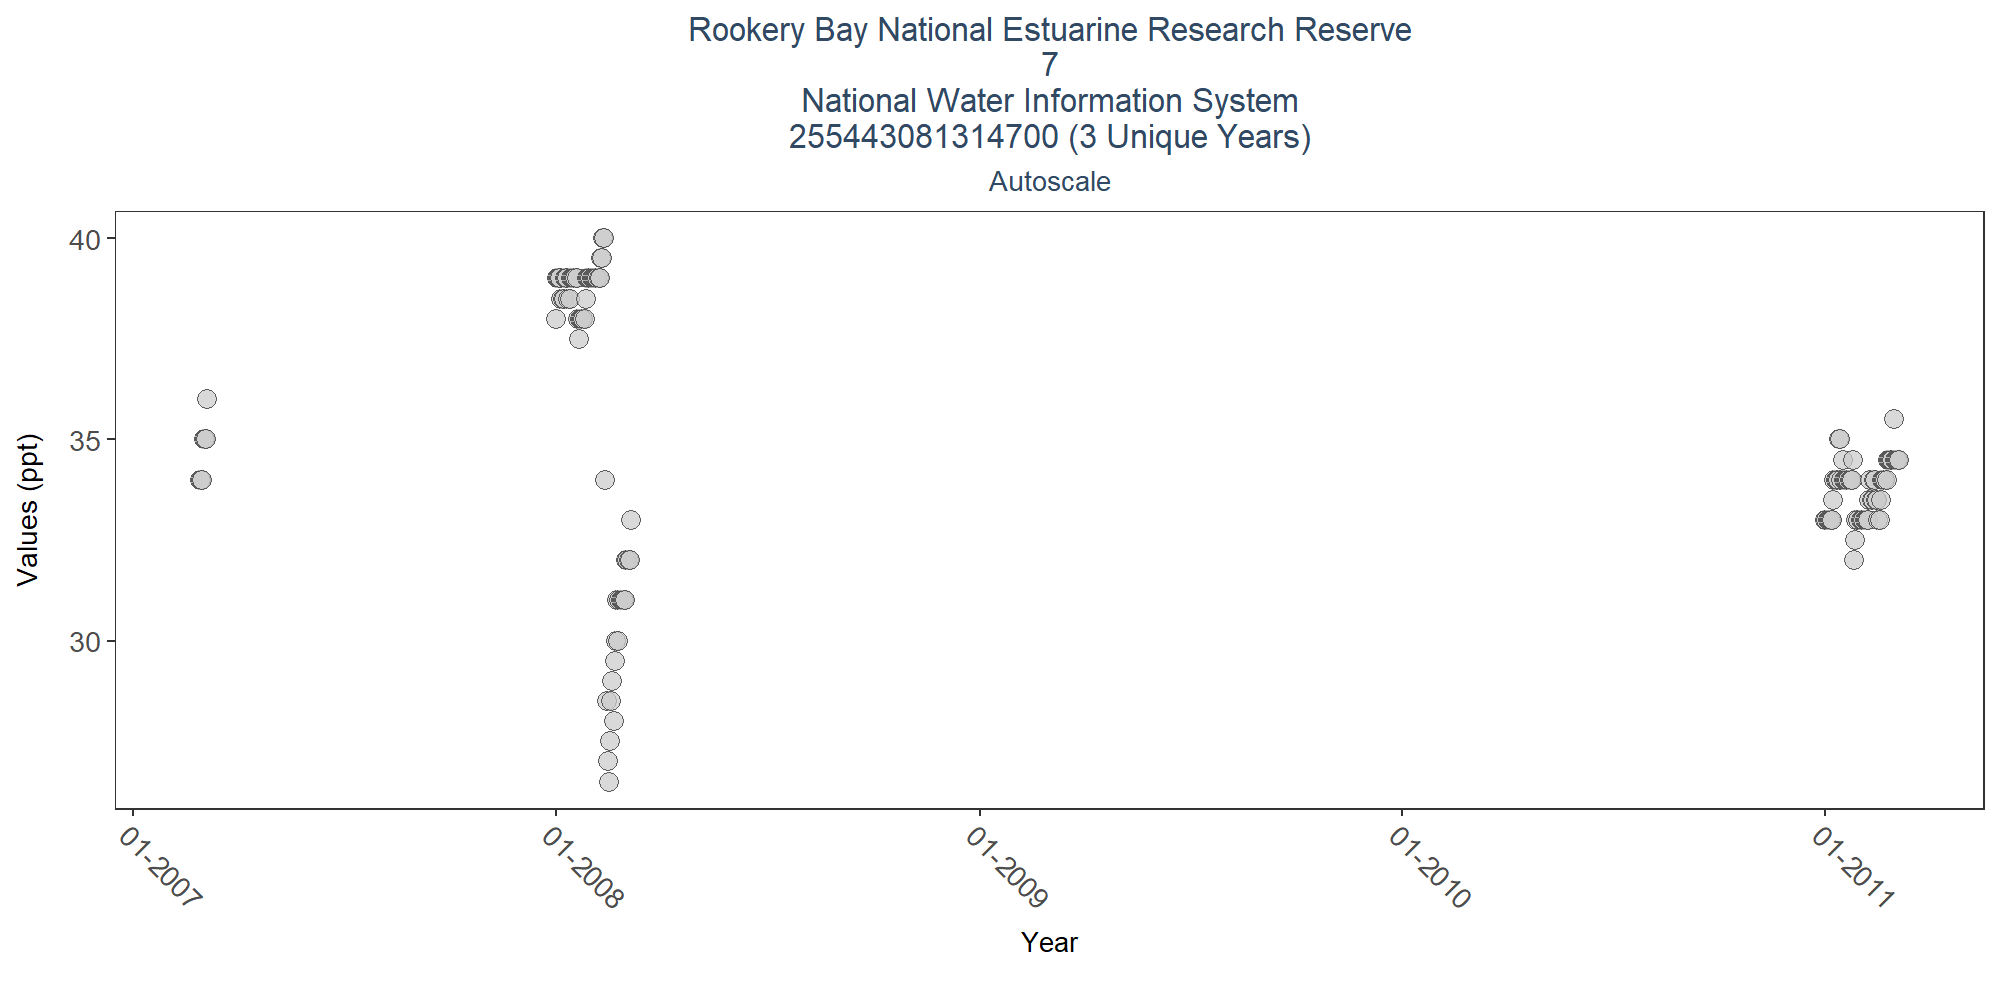 Rookery Bay National Estuarine Research Reserve
7
National Water Information System
255443081314700 (3 Unique Years)
Autoscale
40
35
30
Values (ppt)
01-2007
01-2008
01-2009
01-2010
01-2011
Year